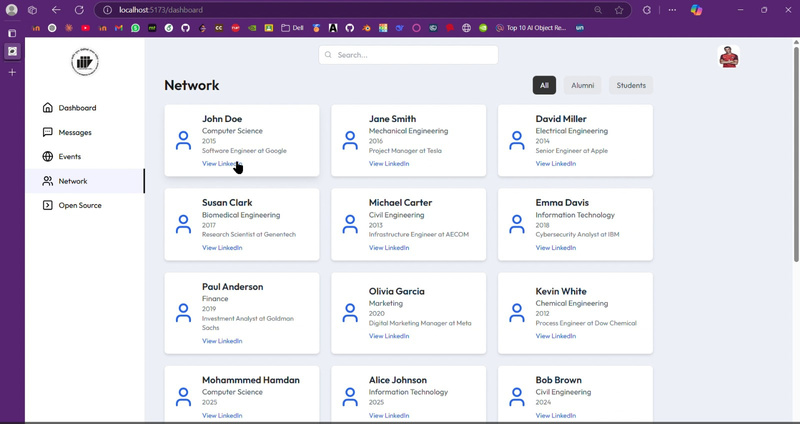 localhost:5173/dashboard
Dell
Top 10 AI Object Re...
un
Search...
Network
All
Alumni
Students
Dashboard
Messages
Events
Network
Open Source
John Doe
Computer Science
2015
Software Engineer at Google
View LinkedIn
Jane Smith
Mechanical Engineering
2016
Project Manager at Tesla
View LinkedIn
David Miller
Electrical Engineering
2014
Senior Engineer at Apple
View LinkedIn
Susan Clark
Biomedical Engineering
2017
Research Scientist at Genentech
View LinkedIn
Michael Carter
Civil Engineering
2013
Infrastructure Engineer at AECOM
View LinkedIn
Emma Davis
Information Technology
2018
Cybersecurity Analyst at IBM
View LinkedIn
Paul Anderson
Finance
2019
Investment Analyst at Goldman
Sachs
View LinkedIn
Olivia Garcia
Marketing
2020
Digital Marketing Manager at Meta
View LinkedIn
Kevin White
Chemical Engineering
2012
Process Engineer at Dow Chemical
View LinkedIn
Mohammmed Hamdan
Computer Science
2025
View LinkedIn
Alice Johnson
Information Technology
2025
View LinkedIn
Bob Brown
Civil Engineering
2024
View LinkedIn